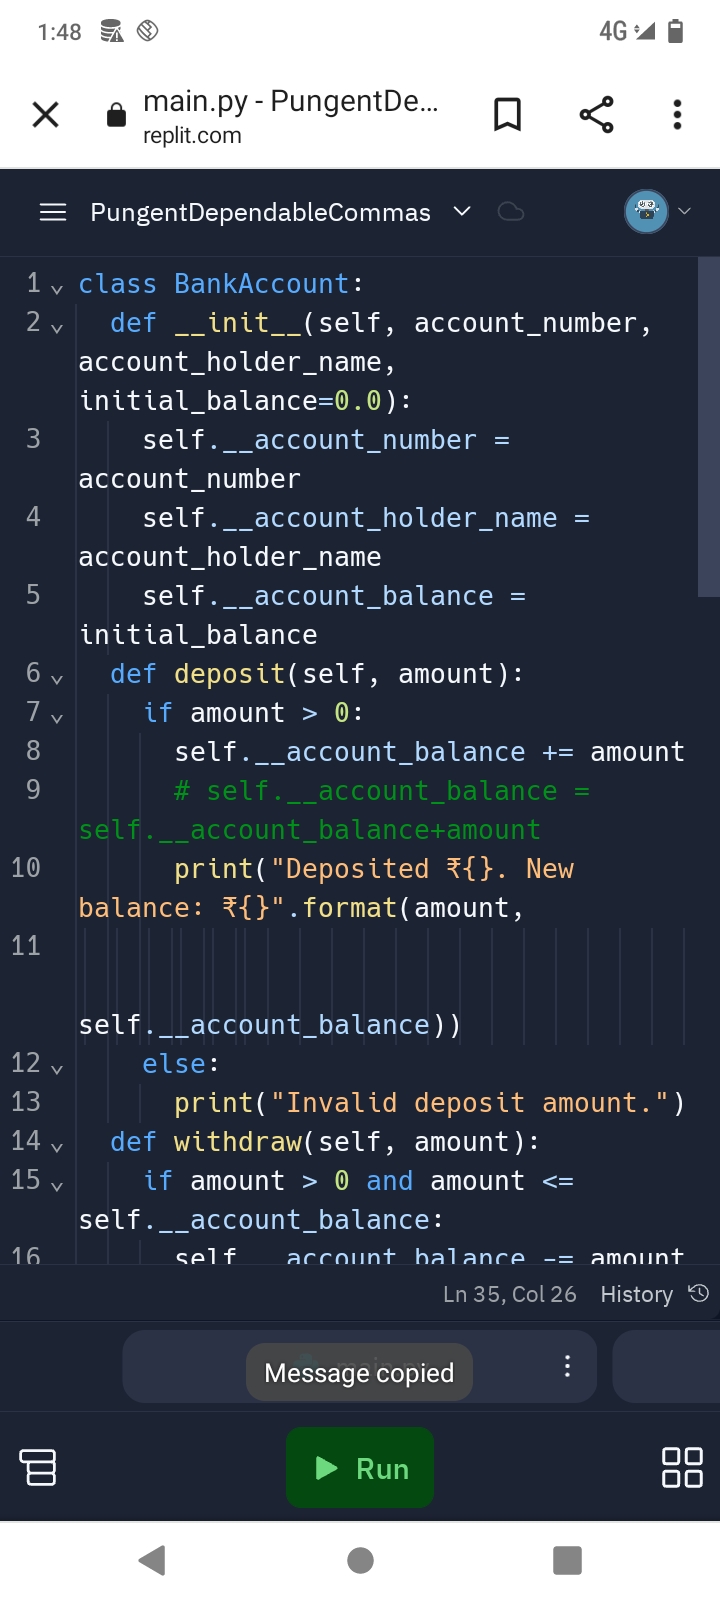 1:48
4G
main.py - PungentDe...
replit.com
PungentDependableCommas
1 class BankAccount:
2 def __init__(self, account_number,
account_holder_name,
initial_balance=0.0):
3 self.__account_number =
account_number
4 self.__account_holder_name =
account_holder_name
5 self.__account_balance =
initial_balance
6 def deposit(self, amount):
7 if amount > 0:
8 self.__account_balance += amount
9 # self.__account_balance =
self.__account_balance+amount
10 print("Deposited ₹{}. New
balance: ₹{}".format(amount,
11
self.__account_balance))
12 else:
13 print("Invalid deposit amount.")
14 def withdraw(self, amount):
15 if amount > 0 and amount <=
self.__account_balance:
16 self.__account_balance -= amount
Ln 35, Col 26 History
Message copied
Run